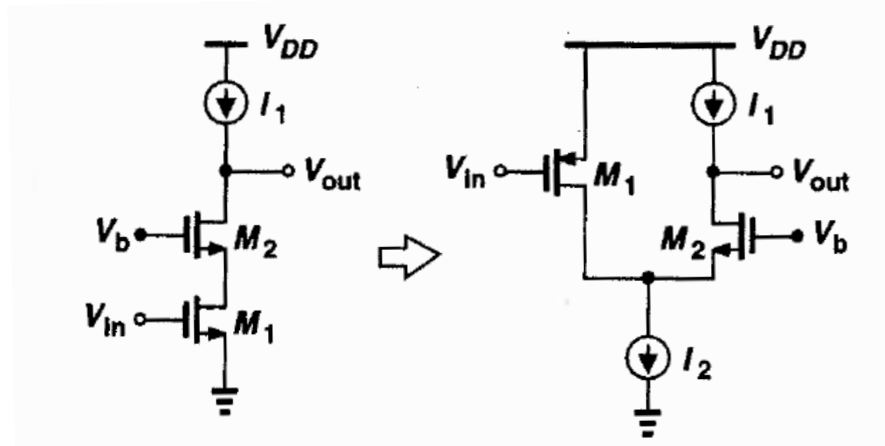 V_DD
I_1
V_out
V_b
M_2
V_in
M_1
V_DD
I_1
V_in
M_1
V_out
M_2
V_b
I_2